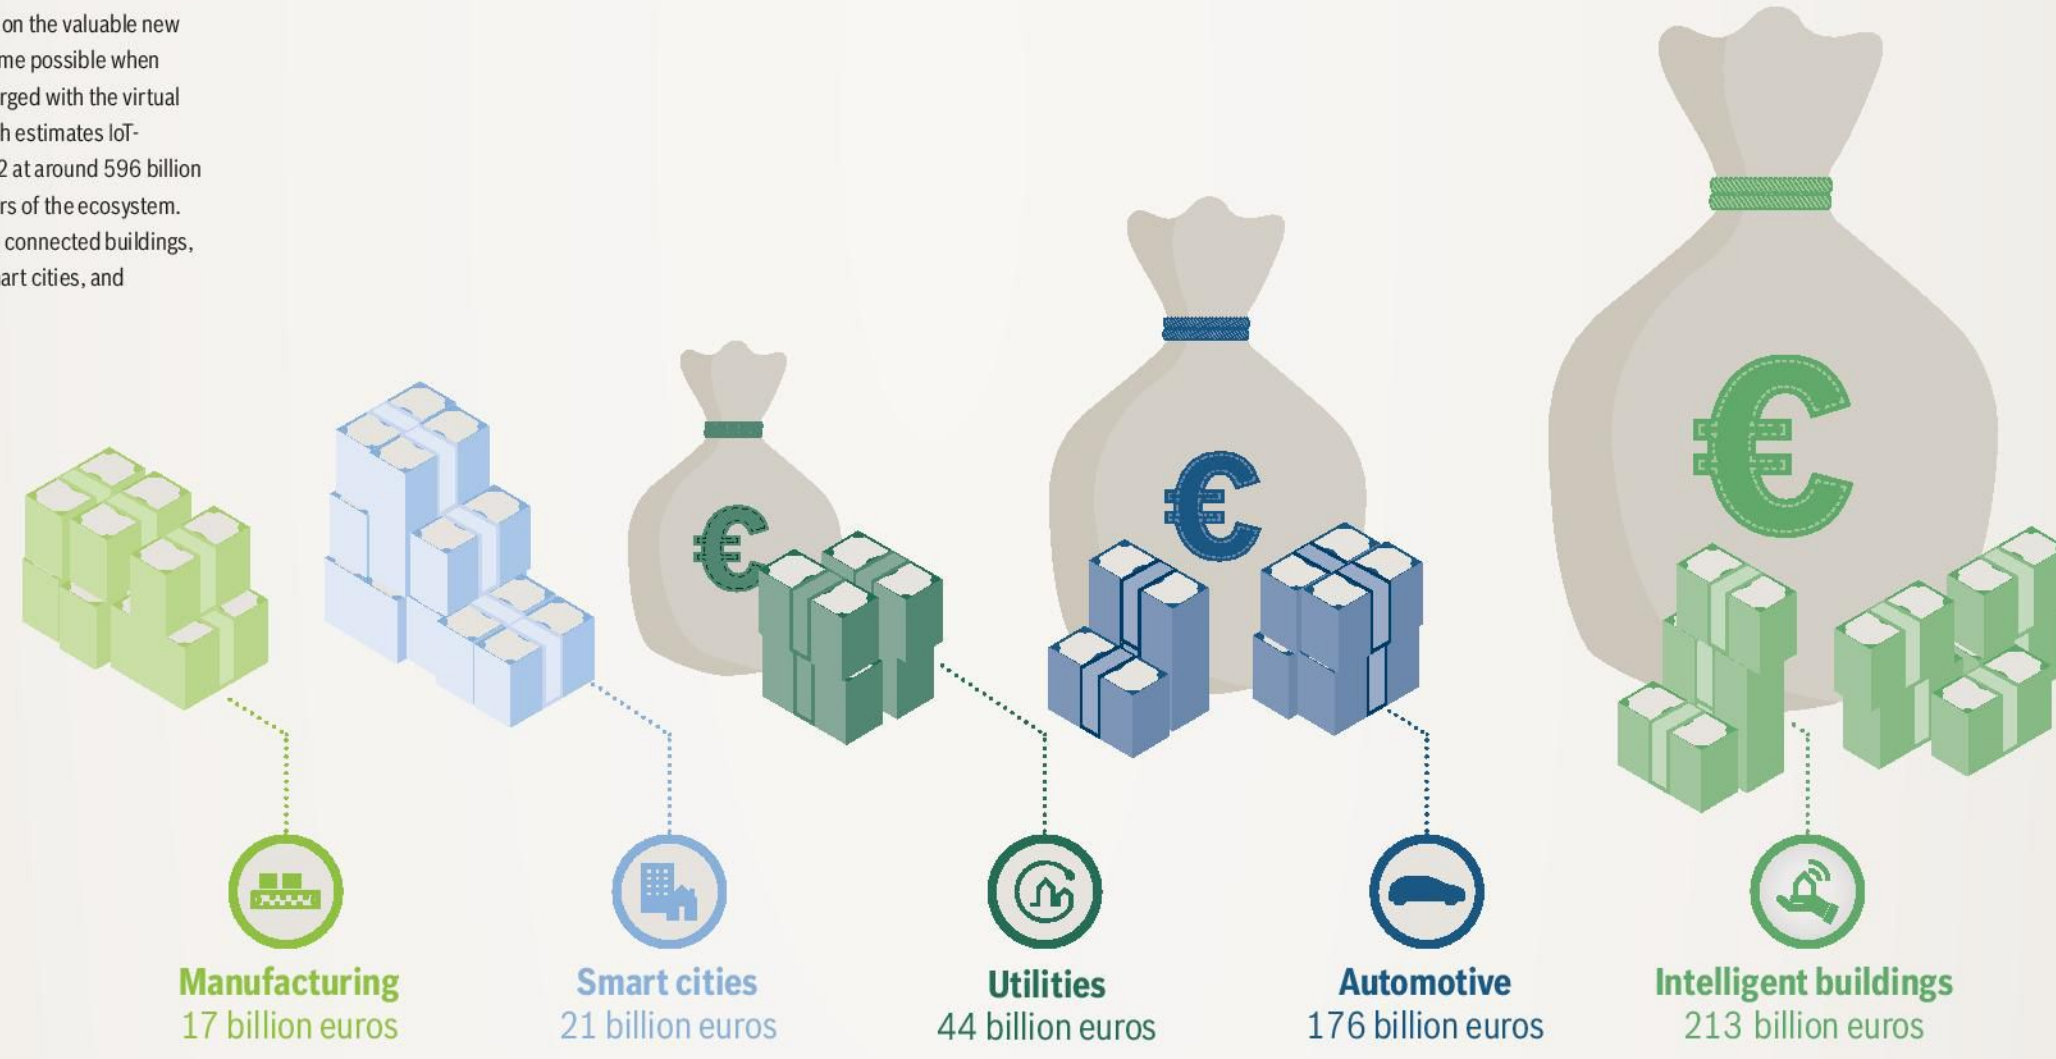 on the valuable new
me possible when
rged with the virtual
h estimates IoT-
2 at around 596 billion
rs of the ecosystem.
connected buildings,
art cities, and
€
€
€
Manufacturing
17 billion euros
Smart cities
21 billion euros
Utilities
44 billion euros
Automotive
176 billion euros
Intelligent buildings
213 billion euros